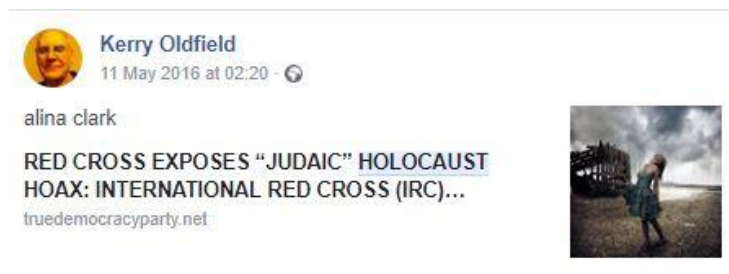 Kerry Oldfield
11 May 2016 at 02:20 ·
alina clark
RED CROSS EXPOSES “JUDAIC” HOLOCAUST
HOAX: INTERNATIONAL RED CROSS (IRC)...
truedemocracyparty.net